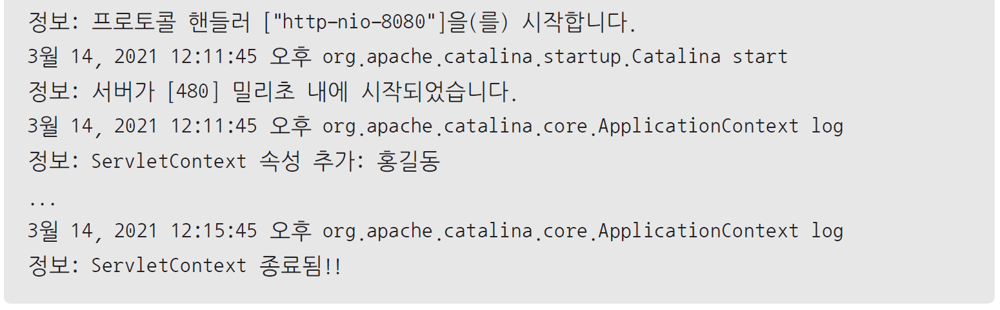 정보: 프로토콜 핸들러 ["http-nio-8080"]을(를) 시작합니다.
3월 14, 2021 12:11:45 오후 org.apache.catalina.startup.Catalina start
정보: 서버가 [480] 밀리초 내에 시작되었습니다.
3월 14, 2021 12:11:45 오후 org.apache.catalina.core.ApplicationContext log
정보: ServletContext 속성 추가: 홍길동
...
3월 14, 2021 12:15:45 오후 org.apache.catalina.core.ApplicationContext log
정보: ServletContext 종료됨!!